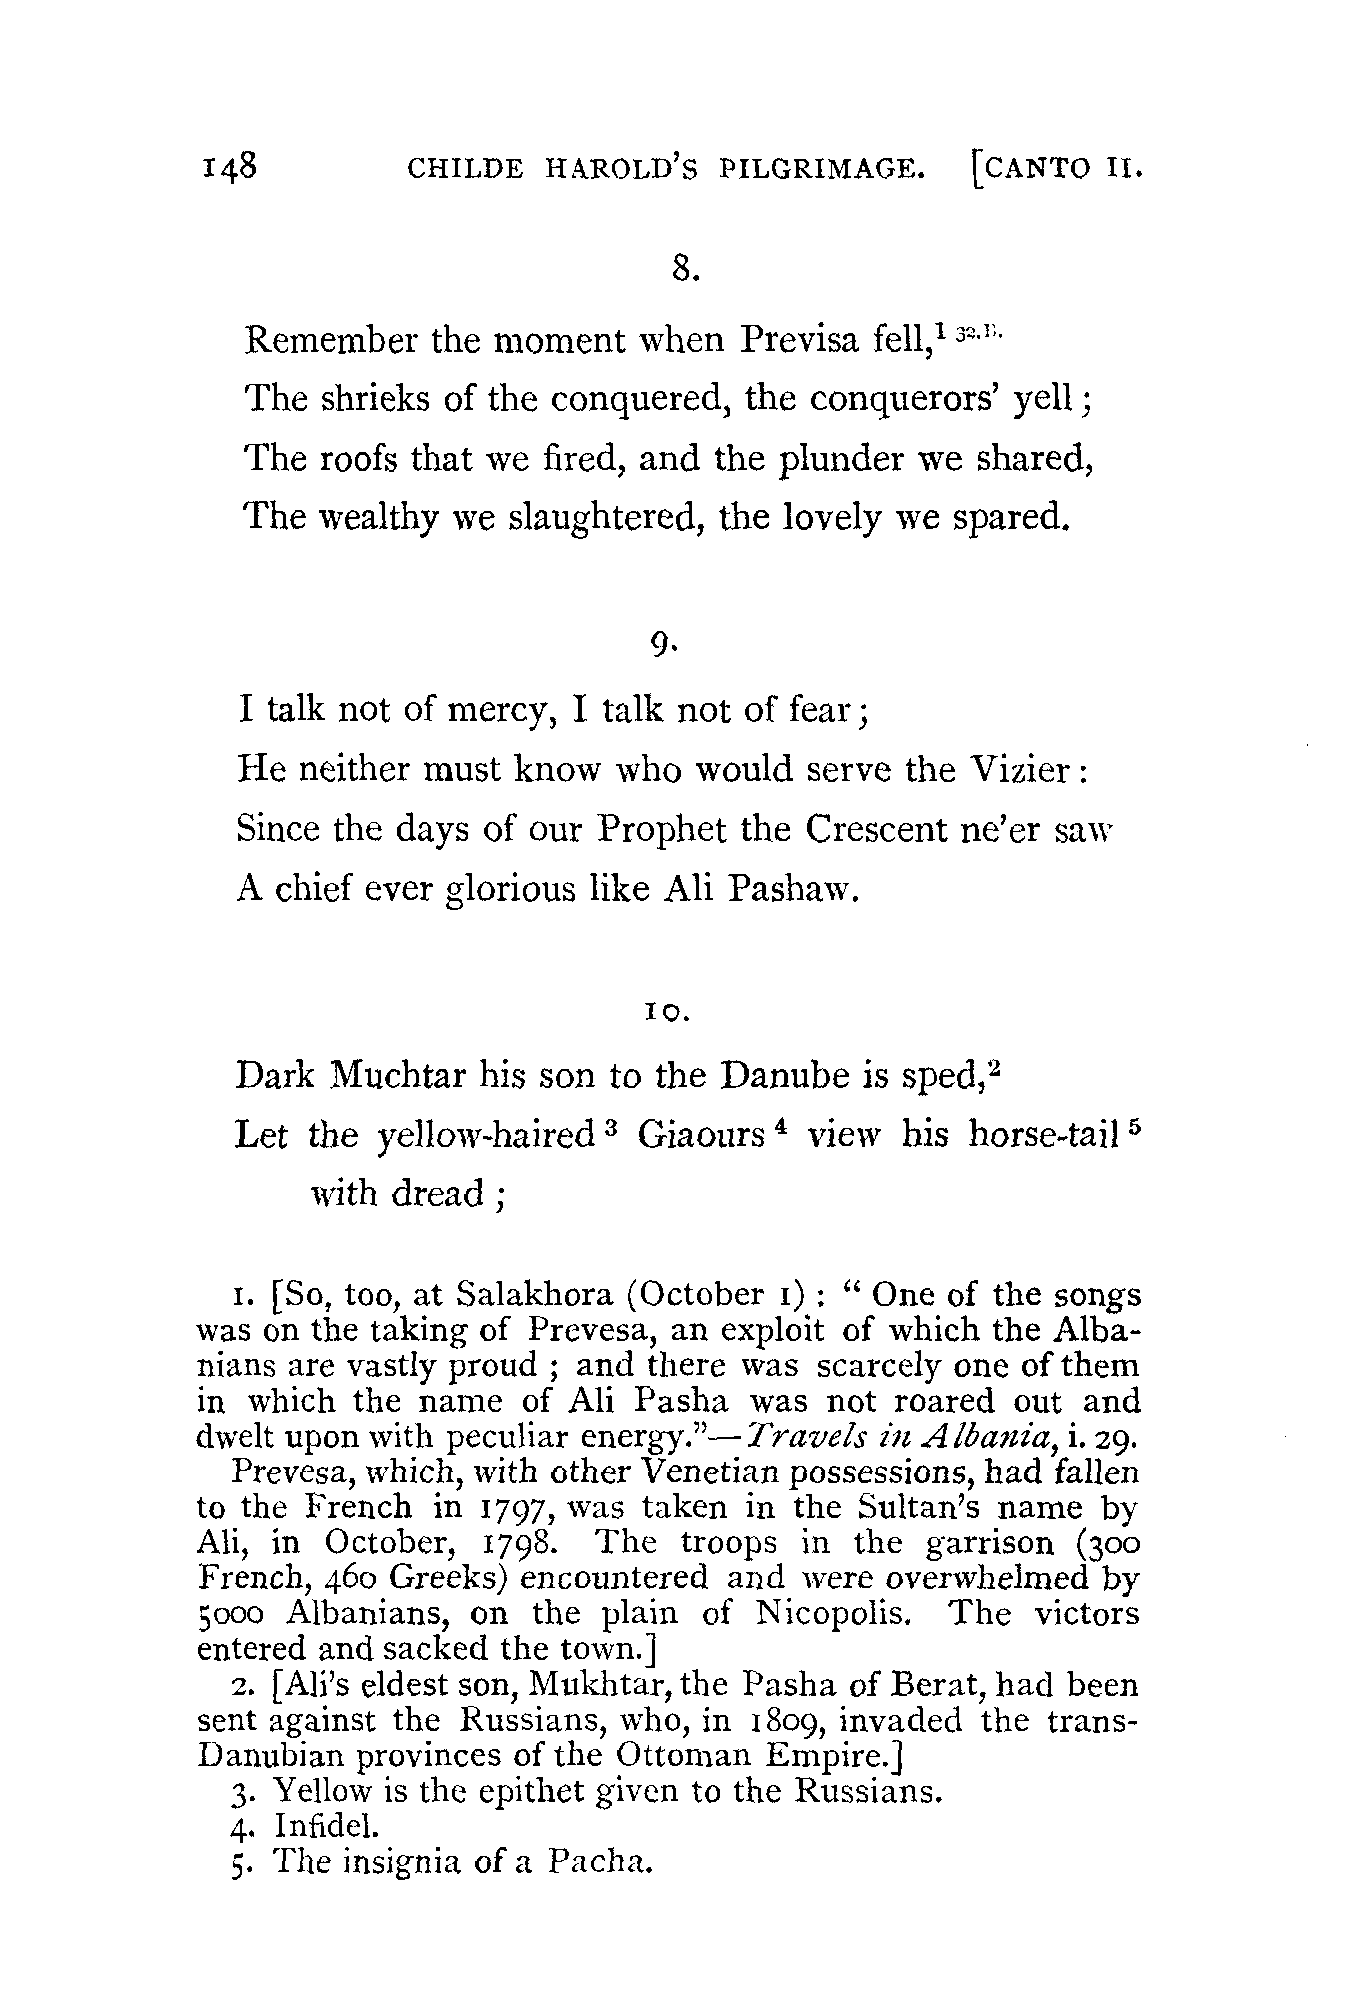 148 CHILDE HAROLD'S PILGRIMAGE. [CANTO II.
8.
Remember the moment when Previsa fell,¹ 32.B.
The shrieks of the conquered, the conquerors' yell;
The roofs that we fired, and the plunder we shared,
The wealthy we slaughtered, the lovely we spared.
9.
I talk not of mercy, I talk not of fear;
He neither must know who would serve the Vizier:
Since the days of our Prophet the Crescent ne'er saw
A chief ever glorious like Ali Pashaw.
10.
Dark Muchtar his son to the Danube is sped,²
Let the yellow-haired³ Giaours⁴ view his horse-tail⁵
with dread;
1. [So, too, at Salakhora (October 1): "One of the songs
was on the taking of Prevesa, an exploit of which the Alba-
nians are vastly proud; and there was scarcely one of them
in which the name of Ali Pasha was not roared out and
dwelt upon with peculiar energy."—Travels in Albania, i. 29.
Prevesa, which, with other Venetian possessions, had fallen
to the French in 1797, was taken in the Sultan's name by
Ali, in October, 1798. The troops in the garrison (300
French, 460 Greeks) encountered and were overwhelmed by
5000 Albanians, on the plain of Nicopolis. The victors
entered and sacked the town.]
2. [Ali's eldest son, Mukhtar, the Pasha of Berat, had been
sent against the Russians, who, in 1809, invaded the trans-
Danubian provinces of the Ottoman Empire.]
3. Yellow is the epithet given to the Russians.
4. Infidel.
5. The insignia of a Pacha.